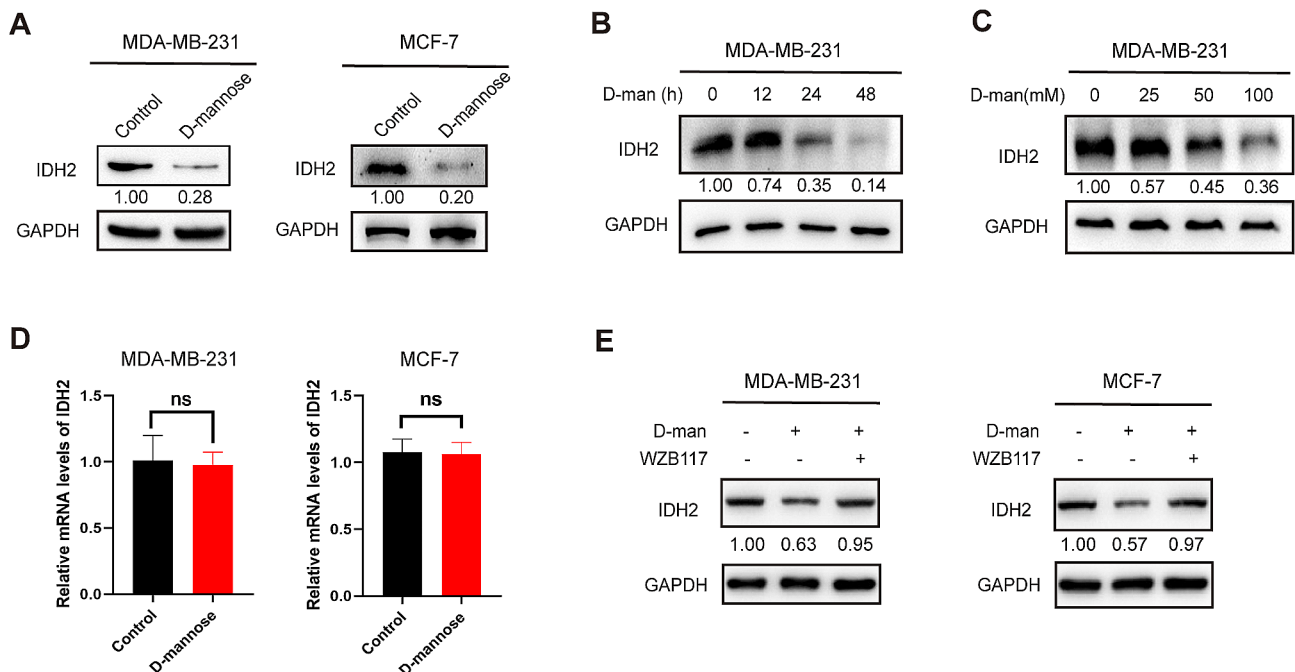 A
MDA-MB-231
MCF-7
Control
D-mannose
Control
D-mannose
IDH2
1.00 0.28
GAPDH
IDH2
1.00 0.20
GAPDH
B
MDA-MB-231
D-man (h) 0 12 24 48
IDH2
1.00 0.74 0.35 0.14
GAPDH
C
MDA-MB-231
D-man(mM) 0 25 50 100
IDH2
1.00 0.57 0.45 0.36
GAPDH
D
MDA-MB-231
Relative mRNA levels of IDH2
1.5
1.0
0.5
0.0
ns
Control
D-mannose
MCF-7
Relative mRNA levels of IDH2
1.5
1.0
0.5
0.0
ns
Control
D-mannose
E
MDA-MB-231
D-man - + +
WZB117 - - +
IDH2
1.00 0.63 0.95
GAPDH
MCF-7
D-man - + +
WZB117 - - +
IDH2
1.00 0.57 0.97
GAPDH